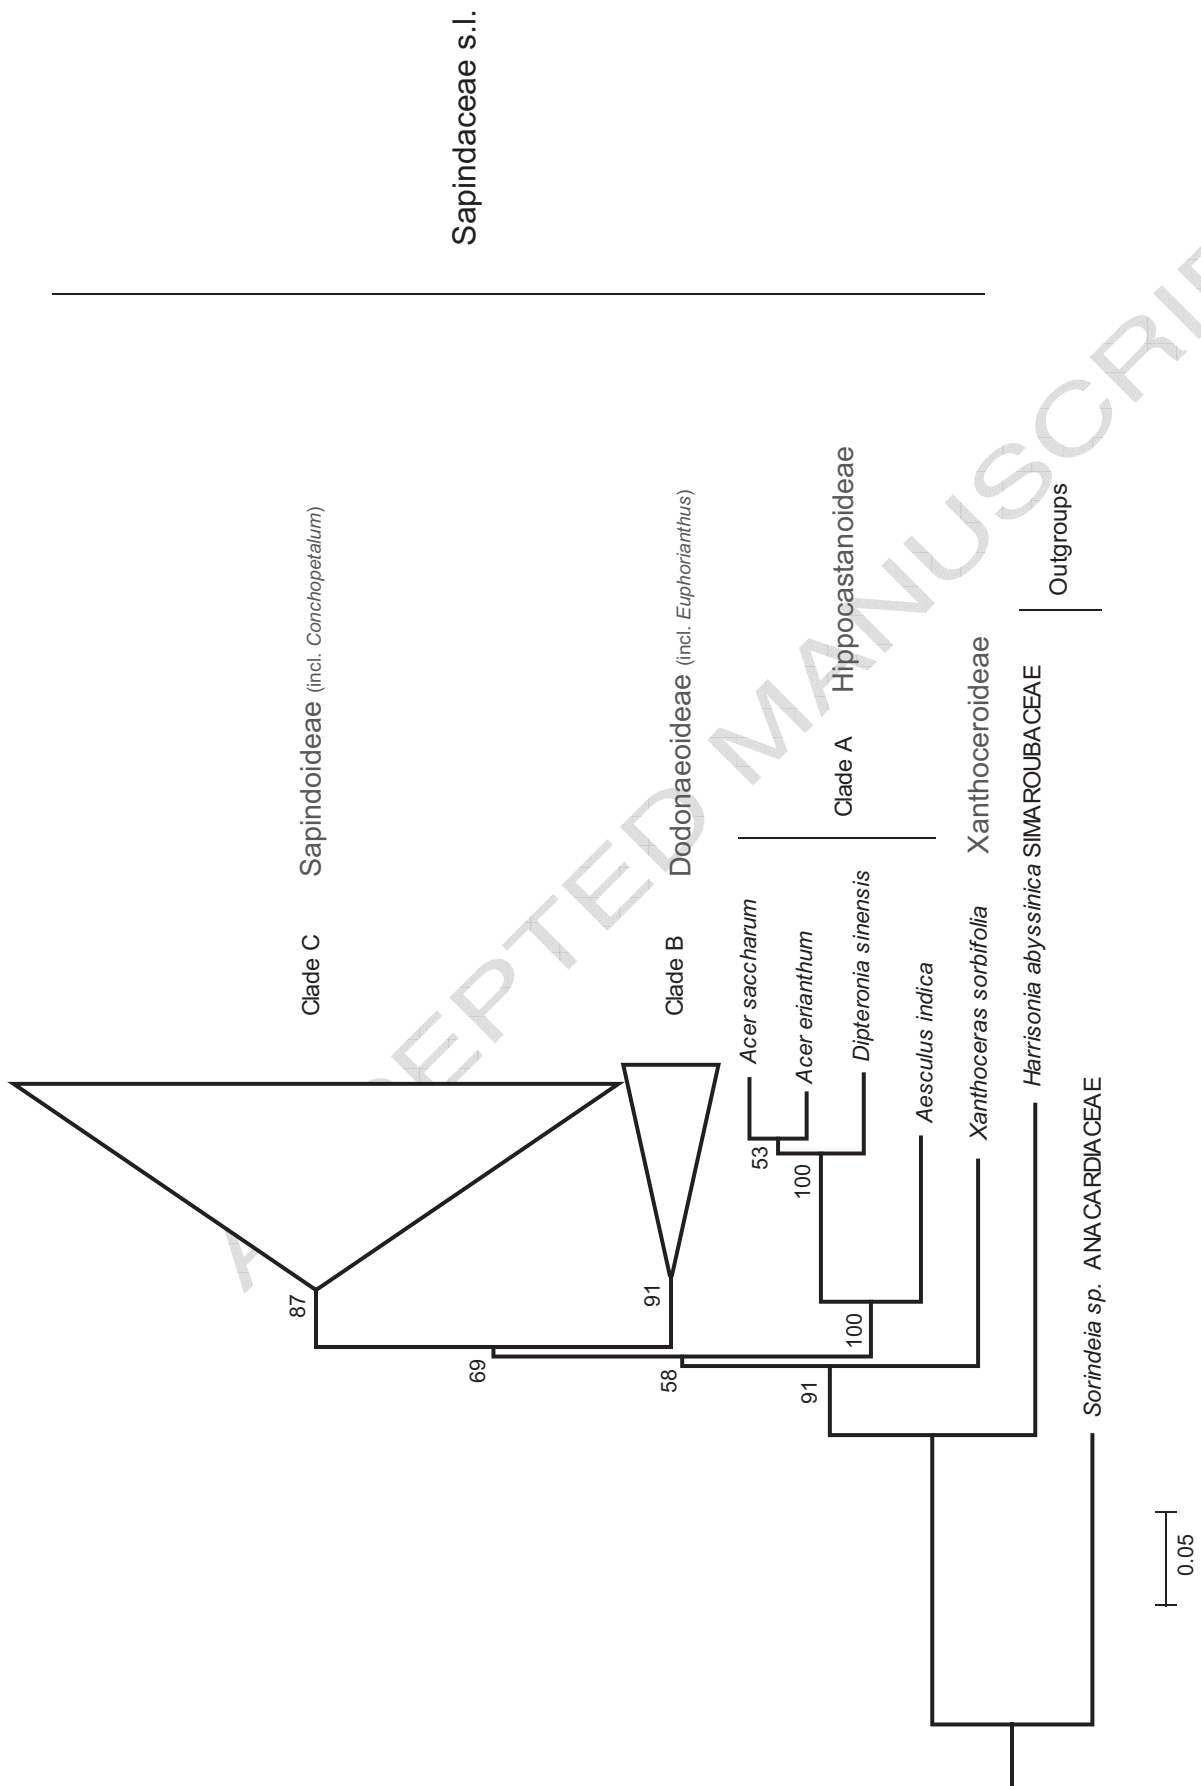 Sapindaceae s.l.
Clade C Sapindoideae (incl. Conchopetalum)
87
69
Clade B Dodonaeoideae (incl. Euphorianthus)
91
58
Acer saccharum
53
Acer erianthum
100
Dipteronia sinensis
Clade A Hippocastanoideae
100
Aesculus indica
91
Xanthoceras sorbifolia Xanthoceroideae
Harrisonia abyssinica SIMAROUBACEAE
Outgroups
Sorindeia sp. ANACARDIACEAE
0.05